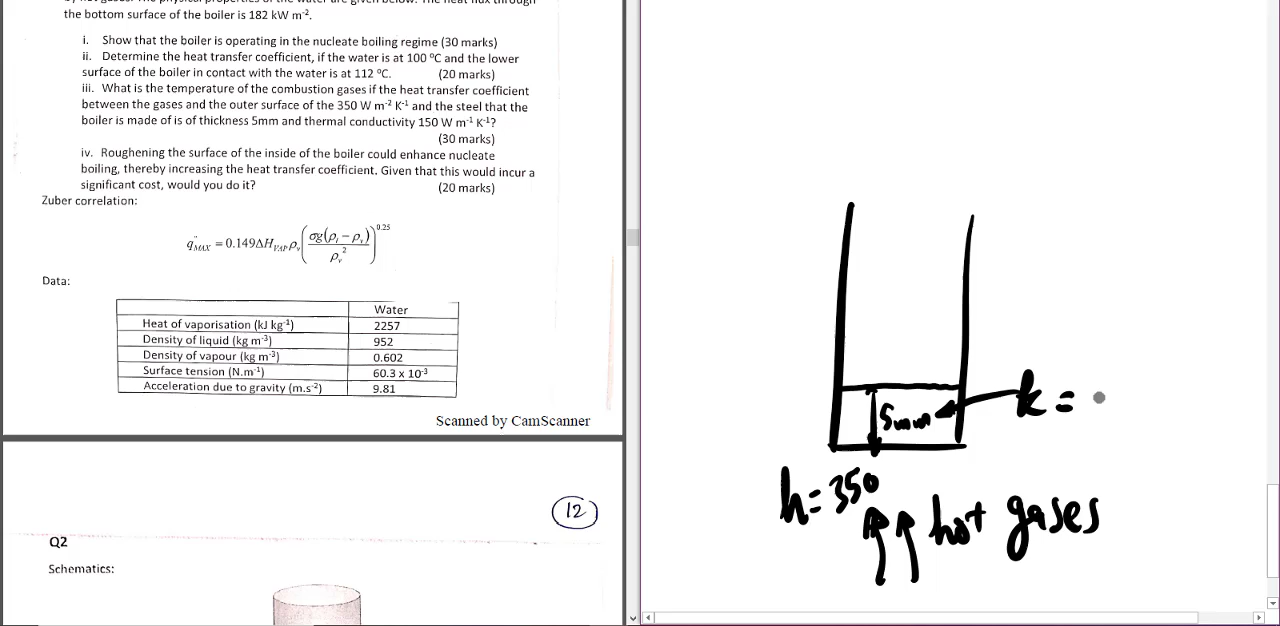 the bottom surface of the boiler is 182 kW m⁻².
i. Show that the boiler is operating in the nucleate boiling regime (30 marks)
ii. Determine the heat transfer coefficient, if the water is at 100 ⁰C and the lower
surface of the boiler in contact with the water is at 112 ⁰C. (20 marks)
iii. What is the temperature of the combustion gases if the heat transfer coefficient
between the gases and the outer surface of the 350 W m⁻² K⁻¹ and the steel that the
boiler is made of is of thickness 5mm and thermal conductivity 150 W m⁻¹ K⁻¹?
(30 marks)
iv. Roughening the surface of the inside of the boiler could enhance nucleate
boiling, thereby increasing the heat transfer coefficient. Given that this would incur a
significant cost, would you do it? (20 marks)
Zuber correlation:
q̈_MAX = 0.149ΔH_VAP ρ_v (σg(ρ_l − ρ_v) / ρ_v²)^0.25
Data:
Water
Heat of vaporisation (kJ kg⁻¹) 2257
Density of liquid (kg m⁻³) 952
Density of vapour (kg m⁻³) 0.602
Surface tension (N.m⁻¹) 60.3 x 10⁻³
Acceleration due to gravity (m.s⁻²) 9.81
Scanned by CamScanner
12
Q2
Schematics:
5mm
k =
h=350
hot gases